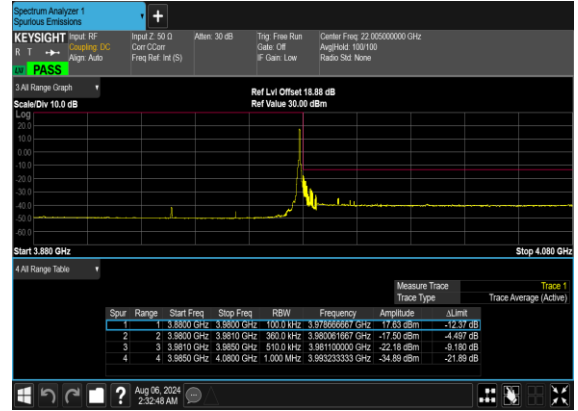 Spectrum Analyzer 1
Spurious Emissions
KEYSIGHT
R T
PASS
Input: RF
Coupling: DC
Align: Auto
Input Z: 50 Ω
Corr CCorr
Freq Ref: Int (S)
Atten: 30 dB
Trig: Free Run
Gate: Off
IF Gain: Low
Center Freq: 22.005000000 GHz
Avg|Hold: 100/100
Radio Std: None
3 All Range Graph
Scale/Div 10.0 dB
Ref Lvl Offset 18.88 dB
Ref Value 30.00 dBm
Log
20.0
10.0
0.00
-10.0
-20.0
-30.0
-40.0
-50.0
-60.0
Start 3.880 GHz
Stop 4.080 GHz
4 All Range Table
Measure Trace Trace 1
Trace Type Trace Average (Active)
Spur Range Start Freq Stop Freq RBW Frequency Amplitude ΔLimit
1 1 3.8800 GHz 3.9800 GHz 100.0 kHz 3.978666667 GHz 17.63 dBm -12.37 dB
2 2 3.9800 GHz 3.9810 GHz 360.0 kHz 3.980061667 GHz -17.50 dBm -4.497 dB
3 3 3.9810 GHz 3.9850 GHz 510.0 kHz 3.981100000 GHz -22.18 dBm -9.180 dB
4 4 3.9850 GHz 4.0800 GHz 1.000 MHz 3.993233333 GHz -34.89 dBm -21.89 dB
?
Aug 06, 2024
2:32:48 AM